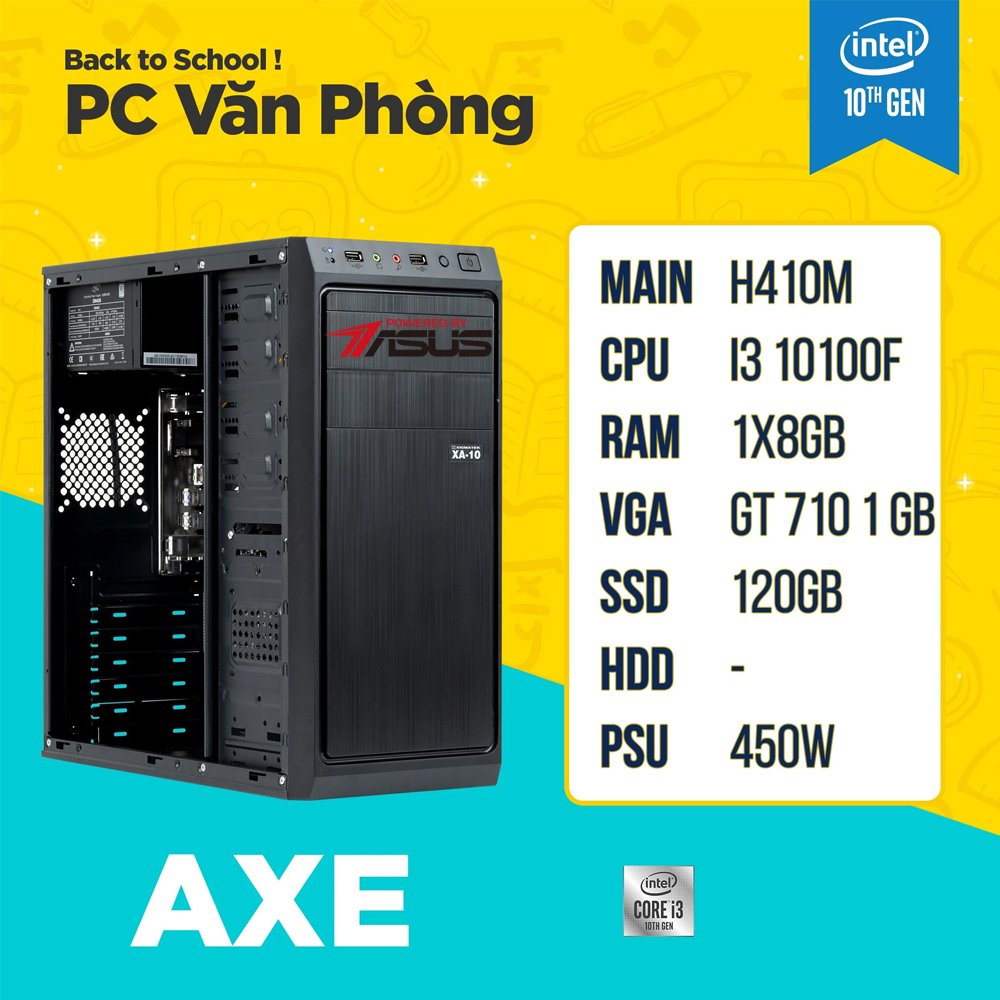 Back to School !
PC Văn Phòng
intel
10TH GEN
POWERED BY
ASUS
XIGMATEK
XA-10
MAIN H410M
CPU I3 10100F
RAM 1X8GB
VGA GT 710 1 GB
SSD 120GB
HDD -
PSU 450W
AXE
intel
CORE i3
10TH GEN